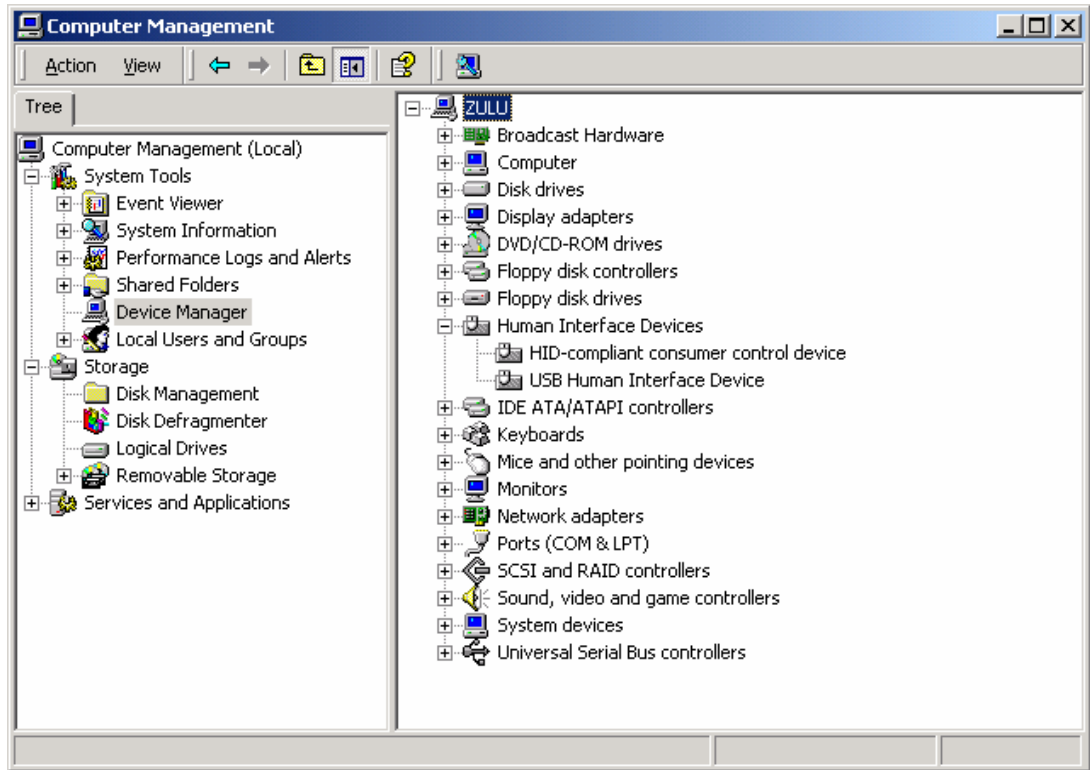 Computer Management
Action View
Tree
Computer Management (Local)
System Tools
Event Viewer
System Information
Performance Logs and Alerts
Shared Folders
Device Manager
Local Users and Groups
Storage
Disk Management
Disk Defragmenter
Logical Drives
Removable Storage
Services and Applications
ZULU
Broadcast Hardware
Computer
Disk drives
Display adapters
DVD/CD-ROM drives
Floppy disk controllers
Floppy disk drives
Human Interface Devices
HID-compliant consumer control device
USB Human Interface Device
IDE ATA/ATAPI controllers
Keyboards
Mice and other pointing devices
Monitors
Network adapters
Ports (COM & LPT)
SCSI and RAID controllers
Sound, video and game controllers
System devices
Universal Serial Bus controllers